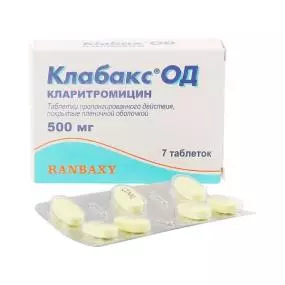 Клабакс® ОД
КЛАРИТРОМИЦИН
Таблетки пролонгированного действия,
покрытые пленочной оболочкой
500 мг
7 таблеток
RANBAXY